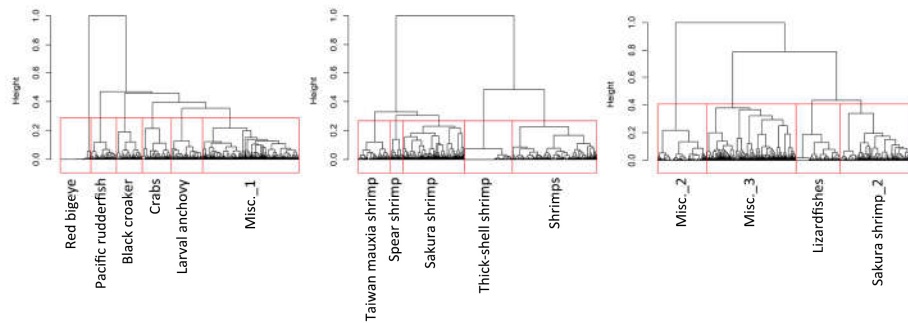 Height
1.0
0.8
0.6
0.4
0.2
0.0
Red bigeye
Pacific rudderfish
Black croaker
Crabs
Larval anchovy
Misc._1
Height
1.0
0.8
0.6
0.4
0.2
0.0
Taiwan mauxia shrimp
Spear shrimp
Sakura shrimp
Thick-shell shrimp
Shrimps
Height
1.0
0.8
0.6
0.4
0.2
0.0
Misc._2
Misc._3
Lizardfishes
Sakura shrimp_2